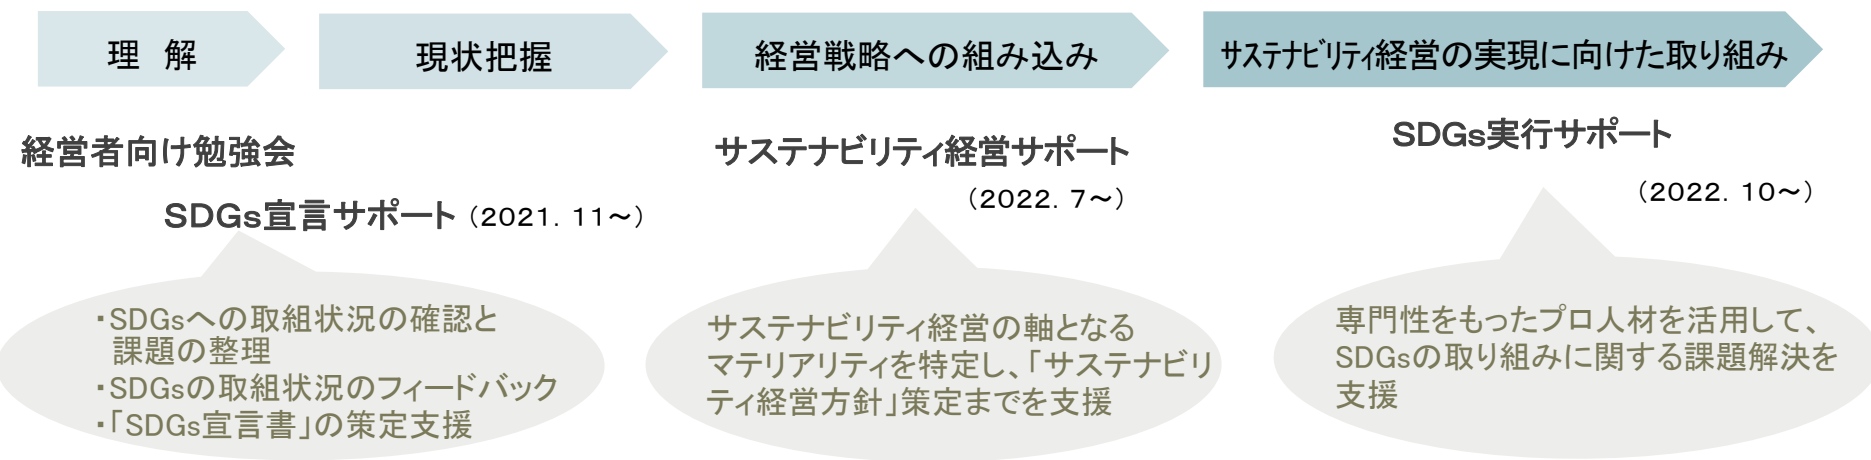 理　解
現状把握
経営戦略への組み込み
サステナビリティ経営の実現に向けた取り組み
経営者向け勉強会
SDGs宣言サポート（2021．11～）
サステナビリティ経営サポート
（2022．7～）
SDGs実行サポート
（2022．10～）
・SDGsへの取組状況の確認と
課題の整理
・SDGsの取組状況のフィードバック
・「SDGs宣言書」の策定支援
サステナビリティ経営の軸となる
マテリアリティを特定し、「サステナビリ
ティ経営方針」策定までを支援
専門性をもったプロ人材を活用して、
SDGsの取り組みに関する課題解決を
支援